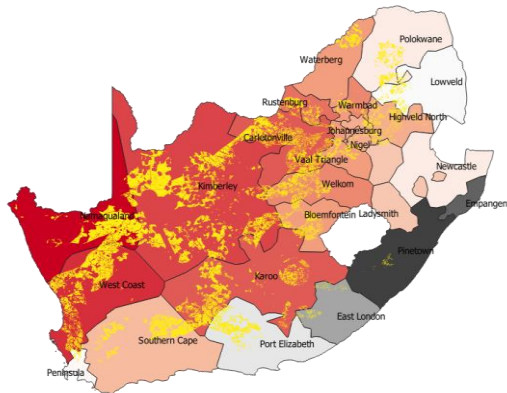 Polokwane
Waterberg
Lowveld
Rustenburg
Warmbad
Highveld North
Carletonville
Johannesburg
Nigel
Vaal Triangle
Newcastle
Kimberley
Welkom
Empangeni
Namaqualand
Bloemfontein
Ladysmith
Pinetown
West Coast
Karoo
East London
Southern Cape
Port Elizabeth
Peninsula